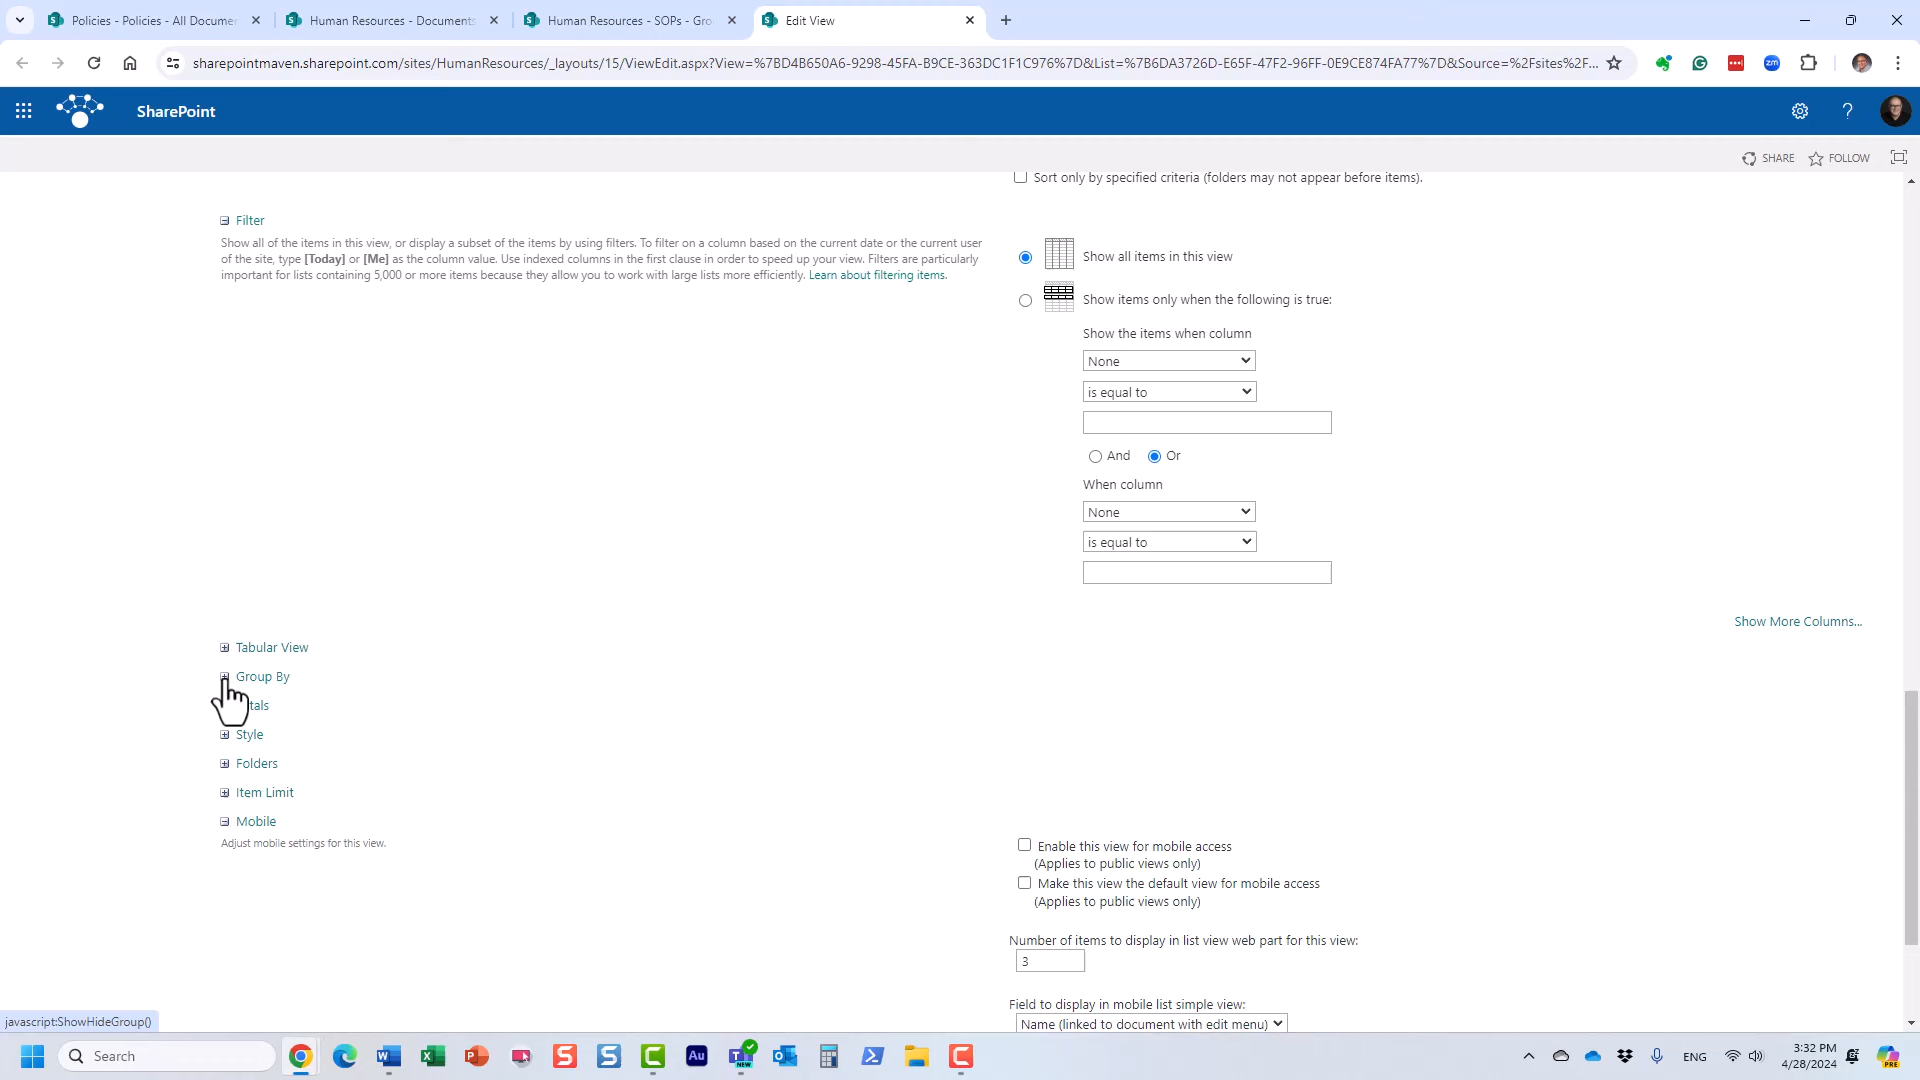 Policies - Policies - All Documen
Human Resources - Documents
Human Resources - SOPs - Gro
Edit View
sharepointmaven.sharepoint.com/sites/HumanResources/_layouts/15/ViewEdit.aspx?View=%7BD4B650A6-9298-45FA-B9CE-363DC1F1C976%7D&List=%7B6DA3726D-E65F-47F2-96FF-0E9CE874FA77%7D&Source=%2Fsites%2F...
SharePoint
SHARE FOLLOW
Sort only by specified criteria (folders may not appear before items).
Filter
Show all of the items in this view, or display a subset of the items by using filters. To filter on a column based on the current date or the current user
of the site, type [Today] or [Me] as the column value. Use indexed columns in the first clause in order to speed up your view. Filters are particularly
important for lists containing 5,000 or more items because they allow you to work with large lists more efficiently. Learn about filtering items.
Show all items in this view
Show items only when the following is true:
Show the items when column
None
is equal to
And Or
When column
None
is equal to
Show More Columns...
Tabular View
Group By
tals
Style
Folders
Item Limit
Mobile
Adjust mobile settings for this view.
Enable this view for mobile access
(Applies to public views only)
Make this view the default view for mobile access
(Applies to public views only)
Number of items to display in list view web part for this view:
3
Field to display in mobile list simple view:
Name (linked to document with edit menu)
javascript:ShowHideGroup()
Search
Au
NEW
ENG
3:32 PM
4/28/2024
PRE